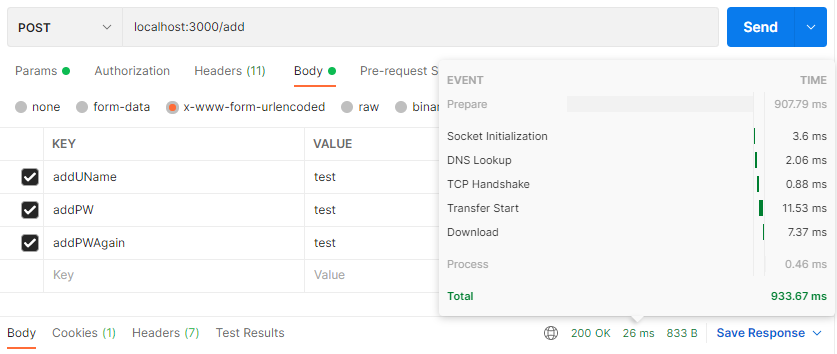 POST localhost:3000/add Send
Params Authorization Headers (11) Body Pre-request S
none form-data x-www-form-urlencoded raw binar
KEY VALUE
addUName test
addPW test
addPWAgain test
Key Value
EVENT TIME
Prepare 907.79 ms
Socket Initialization 3.6 ms
DNS Lookup 2.06 ms
TCP Handshake 0.88 ms
Transfer Start 11.53 ms
Download 7.37 ms
Process 0.46 ms
Total 933.67 ms
Body Cookies (1) Headers (7) Test Results 200 OK 26 ms 833 B Save Response